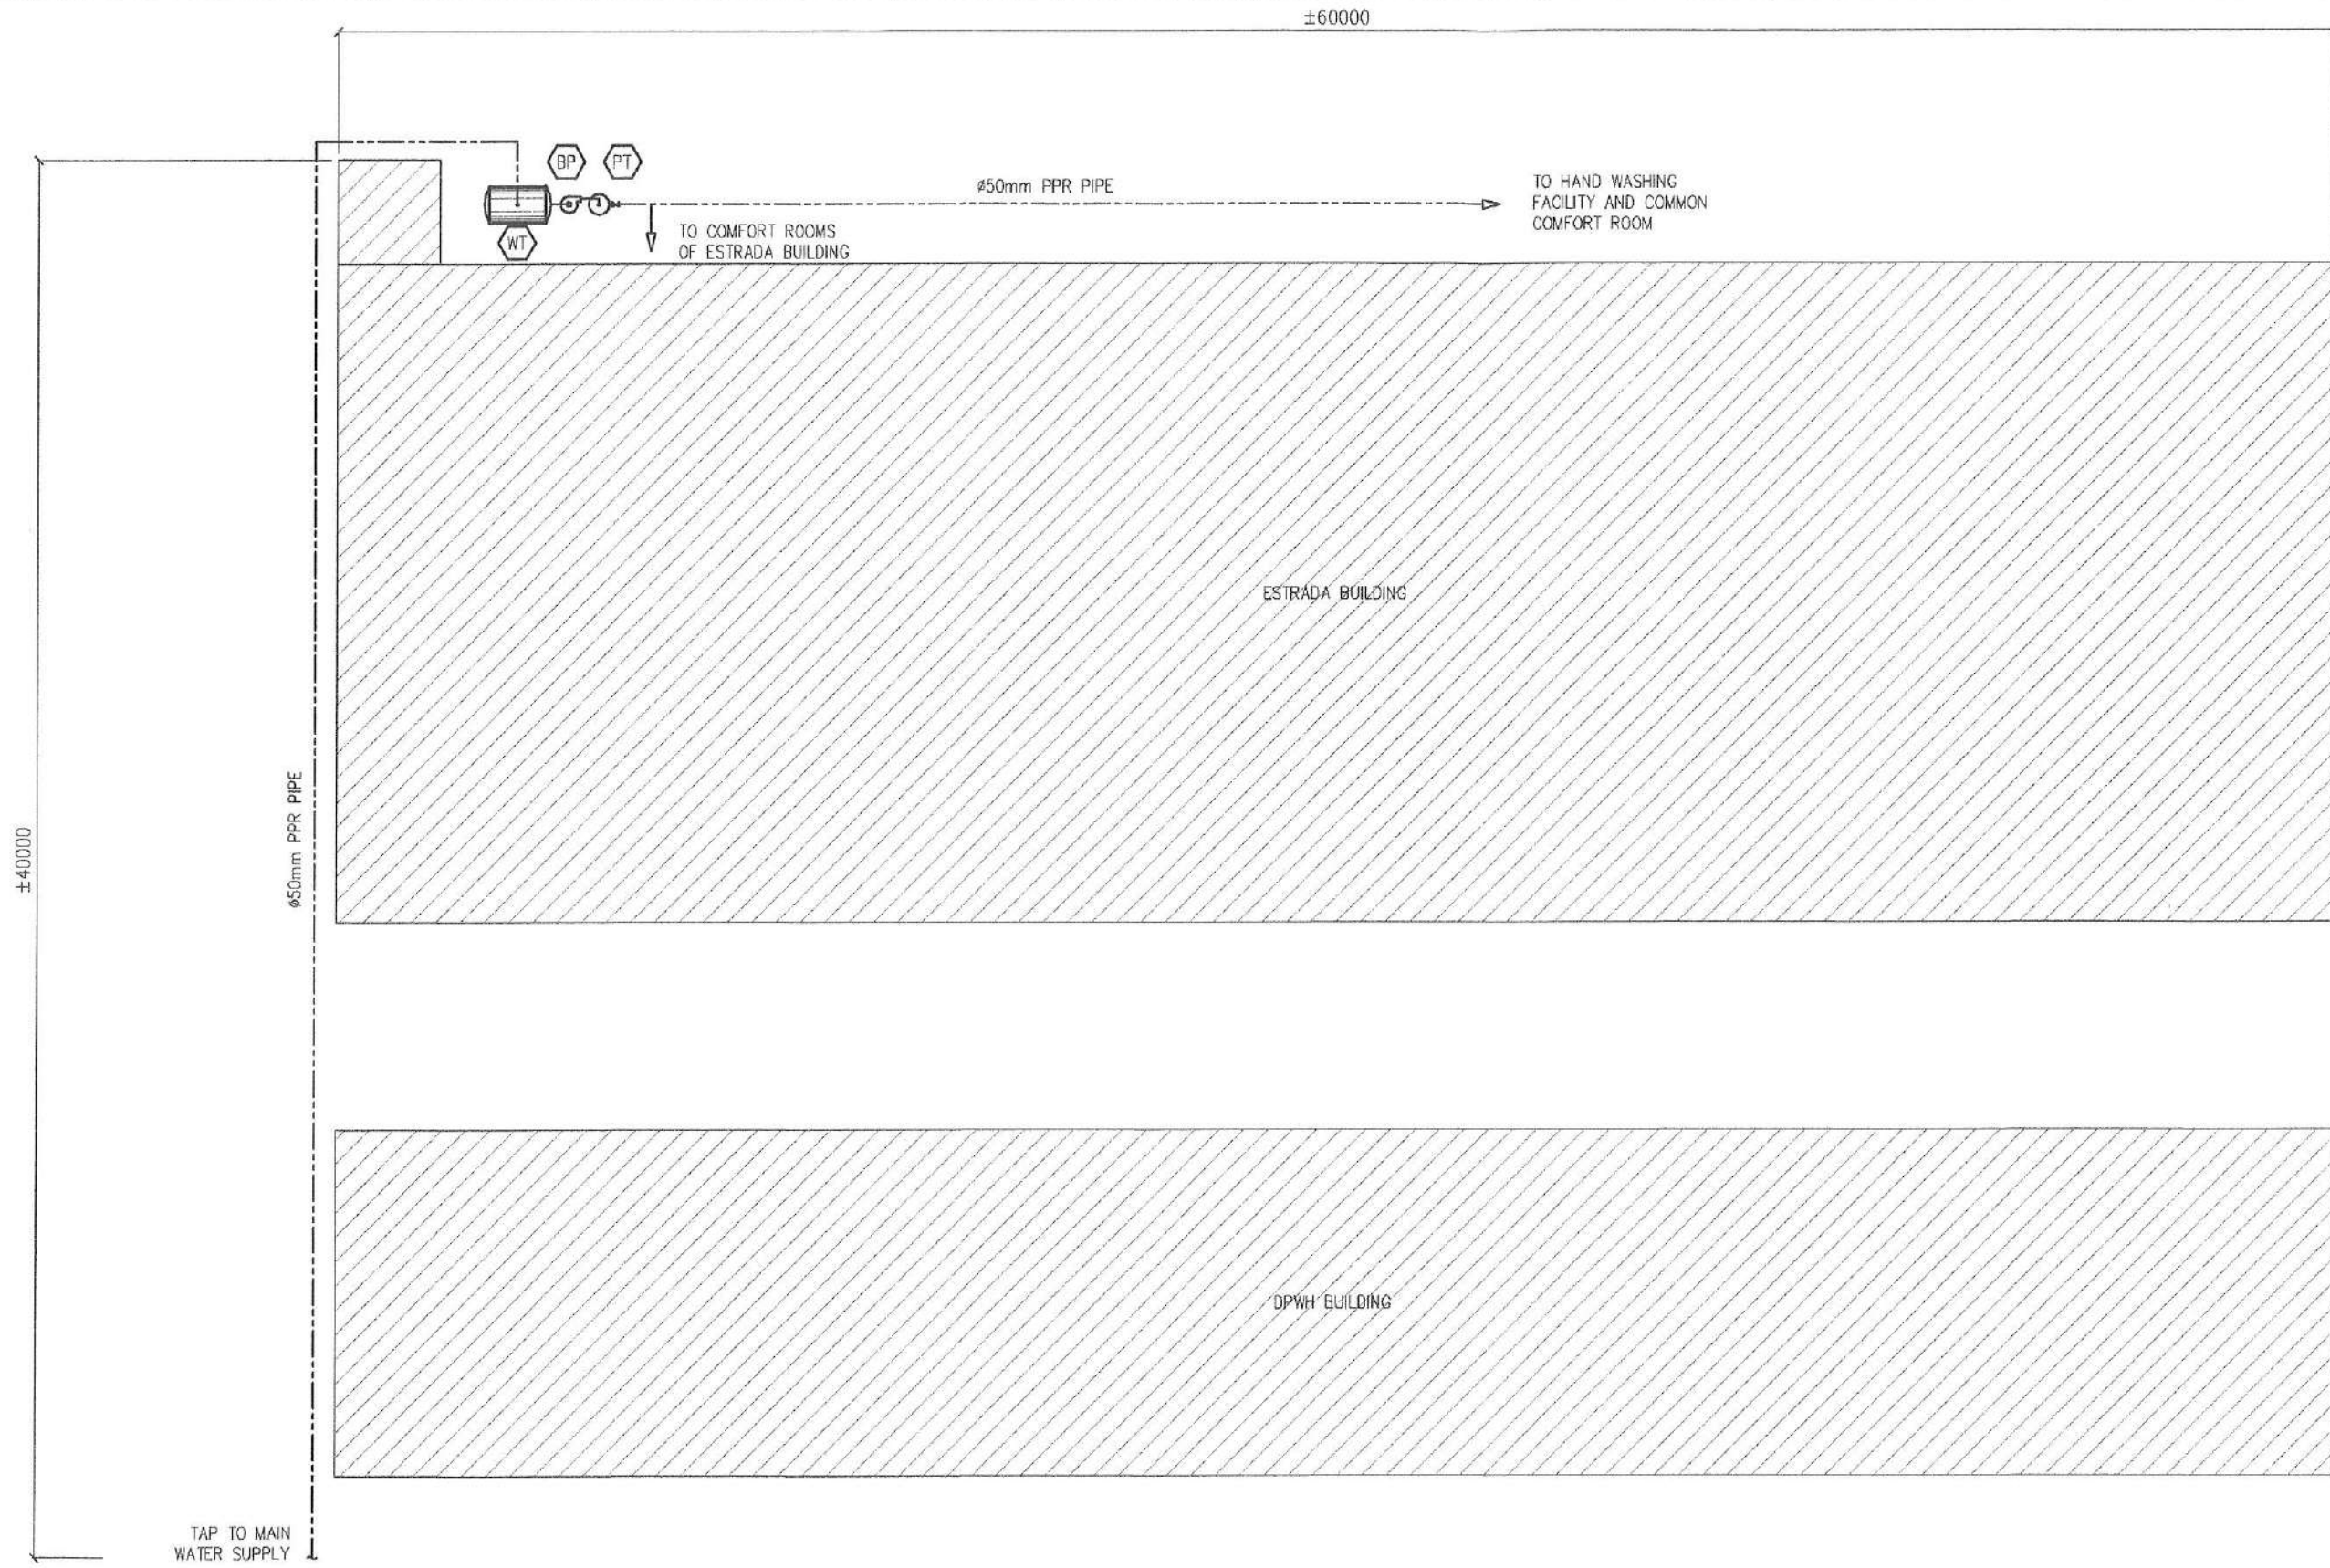 ±60000
BP
PT
ø50mm PPR PIPE
TO HAND WASHING
FACILITY AND COMMON
COMFORT ROOM
WT
TO COMFORT ROOMS
OF ESTRADA BUILDING
ESTRADA BUILDING
ø50mm PPR PIPE
±40000
DPWH BUILDING
TAP TO MAIN
WATER SUPPLY